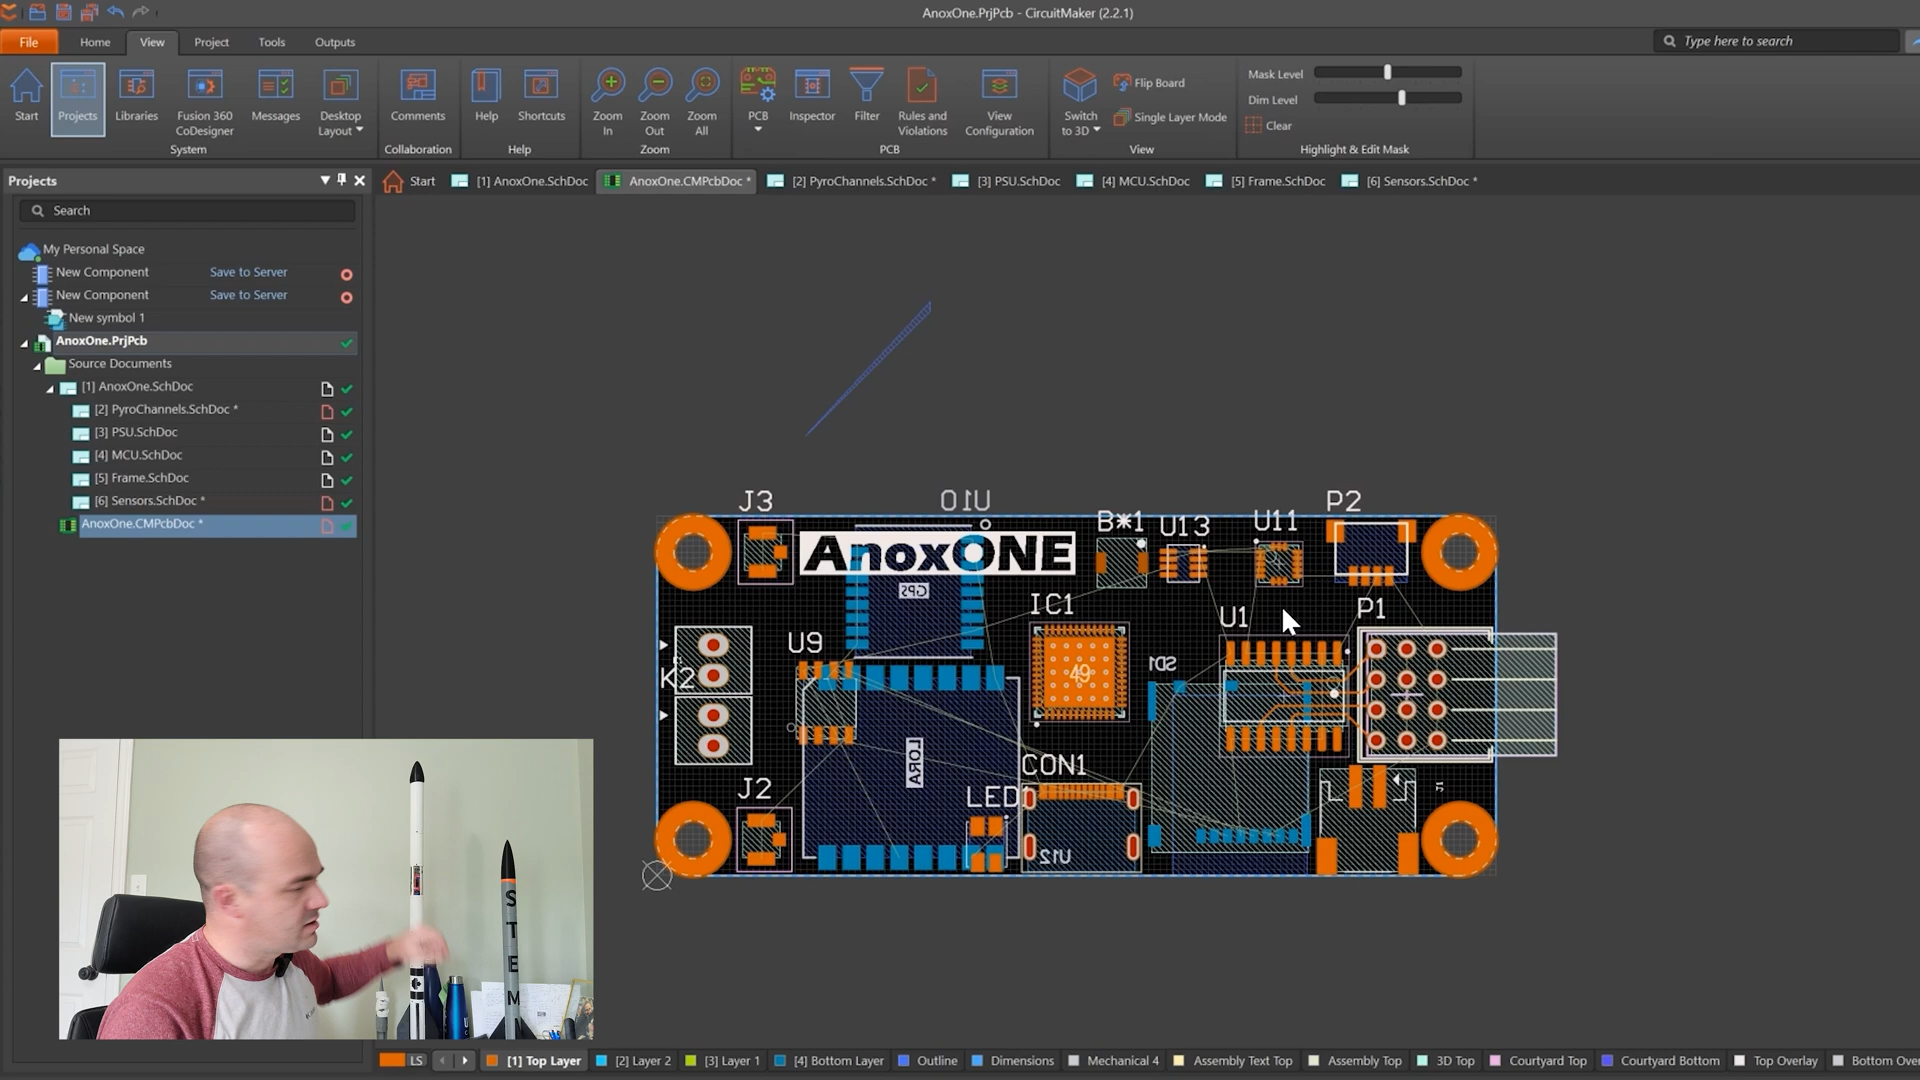 AnoxOne.PrjPcb - CircuitMaker (2.2.1)
File Home View Project Tools Outputs
Type here to search
Start Projects Libraries Fusion 360 CoDesigner Messages Desktop Layout
System
Comments
Collaboration
Help Shortcuts
Help
Zoom In Zoom Out Zoom All
Zoom
PCB Inspector Filter Rules and Violations View Configuration
PCB
Switch to 3D Flip Board Single Layer Mode
View
Mask Level
Dim Level
Clear
Highlight & Edit Mask
Projects
Start [1] AnoxOne.SchDoc AnoxOne.CMPcbDoc * [2] PyroChannels.SchDoc * [3] PSU.SchDoc [4] MCU.SchDoc [5] Frame.SchDoc [6] Sensors.SchDoc *
Search
My Personal Space
New Component Save to Server
New Component Save to Server
New symbol 1
AnoxOne.PrjPcb
Source Documents
[1] AnoxOne.SchDoc
[2] PyroChannels.SchDoc *
[3] PSU.SchDoc
[4] MCU.SchDoc
[5] Frame.SchDoc
[6] Sensors.SchDoc *
AnoxOne.CMPcbDoc *
J3 U10 B*1 U13 U11 P2
AnoxONE
GPS
IC1 U1 P1
U9
K2 49 SD1
LORA
CON1
J2 LED1
U12
STEM
LS [1] Top Layer [2] Layer 2 [3] Layer 1 [4] Bottom Layer Outline Dimensions Mechanical 4 Assembly Text Top Assembly Top 3D Top Courtyard Top Courtyard Bottom Top Overlay Bottom Over